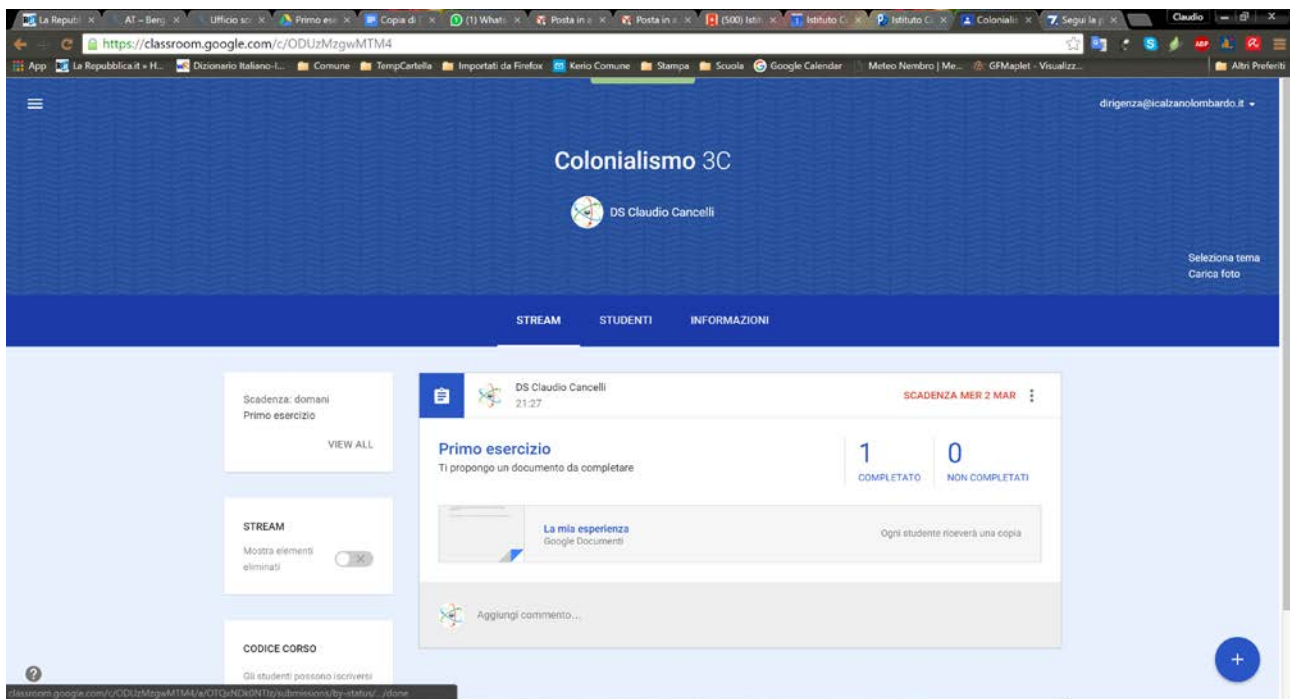 La Republ
AT – Berg
Ufficio sc
Primo ese
Copia di
(1) Whats
Posta in a
Posta in a
(500) Istit
Istituto C
Istituto C
Colonialis
Segui la p
Claudio
https://classroom.google.com/c/ODUzMzgwMTM4
App
La Repubblica.it » H...
Dizionario Italiano-I...
Comune
TempCartella
Importati da Firefox
Kerio Comune
Stampa
Scuola
Google Calendar
Meteo Nembro | Me...
GFMaplet - Visualizz...
Altri Preferiti
dirigenza@icalzanolombardo.it
Colonialismo 3C
DS Claudio Cancelli
Seleziona tema
Carica foto
STREAM
STUDENTI
INFORMAZIONI
Scadenza: domani
Primo esercizio
VIEW ALL
DS Claudio Cancelli
21:27
SCADENZA MER 2 MAR
Primo esercizio
Ti propongo un documento da completare
1
COMPLETATO
0
NON COMPLETATI
La mia esperienza
Google Documenti
Ogni studente riceverà una copia
Aggiungi commento...
STREAM
Mostra elementi
eliminati
CODICE CORSO
Gli studenti possono iscriversi